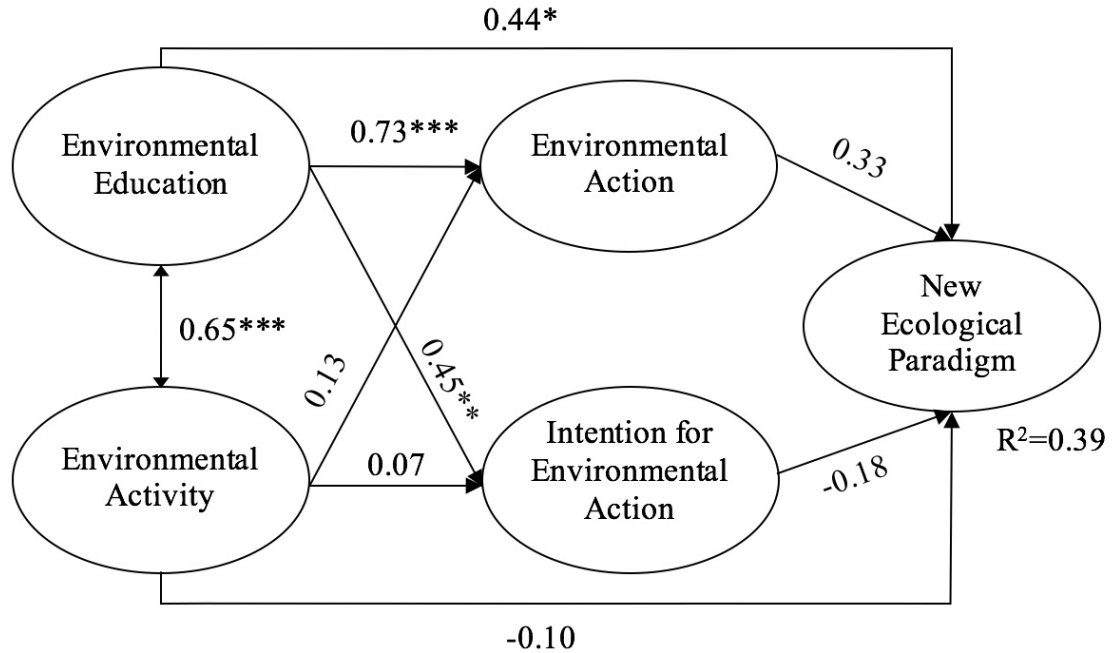 0.44*
Environmental
Education
0.73***
Environmental
Action
0.33
New
Ecological
Paradigm
0.65***
0.13
0.45**
Environmental
Activity
0.07
Intention for
Environmental
Action
-0.18
R²=0.39
-0.10